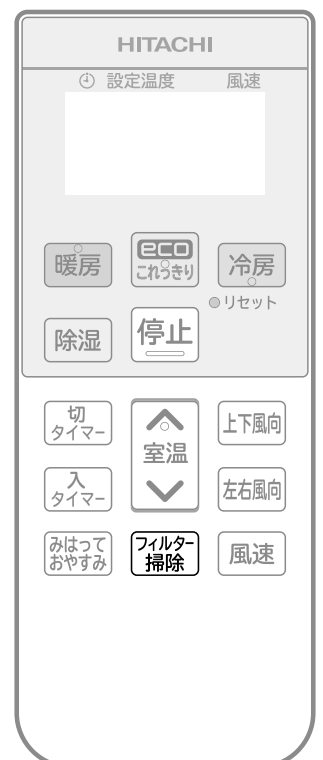 HITACHI
設定温度 風速
暖房
eco
これっきり
冷房
リセット
除湿
停止
切
タイマー
室温
上下風向
入
タイマー
左右風向
みはって
おやすみ
フィルター
掃除
風速